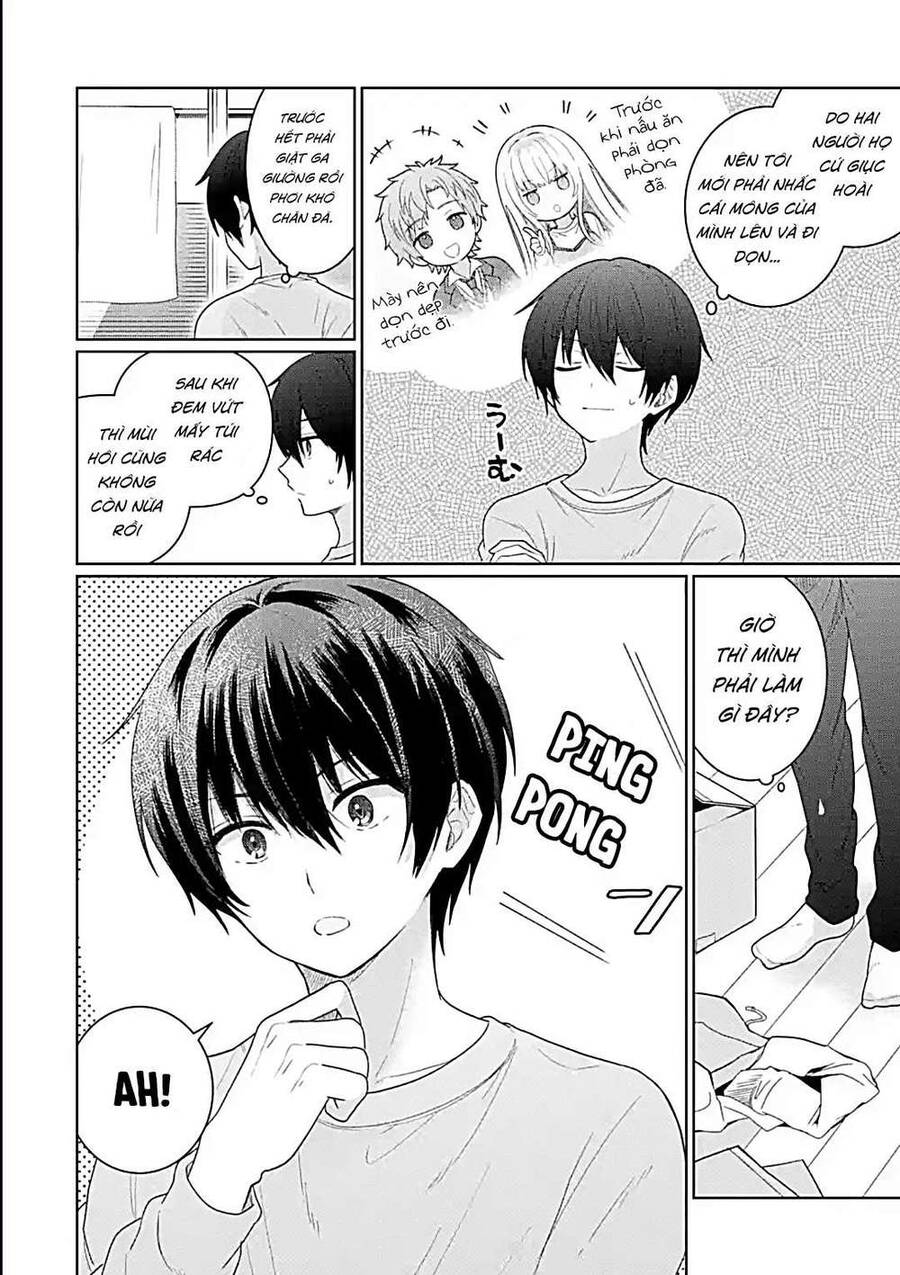 DO HAI
NGƯỜI HỌ
CỨ GIỤC
HOÀI
NÊN TÔI
MỚI PHẢI NHẤC
CÁI MÔNG CỦA
MÌNH LÊN VÀ ĐI
DỌN...
Trước
khi nấu ăn
phải dọn
phòng
đã.
Mày nên
dọn dẹp
trước đi.
うーむ
TRƯỚC
HẾT PHẢI
GIẶT GA
GIƯỜNG RỒI
PHƠI KHÔ
CHĂN ĐÃ.
SAU KHI
ĐEM VỨT
MẤY TÚI
RÁC
THÌ MÙI
HÔI CŨNG
KHÔNG
CÒN NỮA
RỒI
GIỜ
THÌ MÌNH
PHẢI LÀM
GÌ ĐÂY?
PING
PONG
AH!